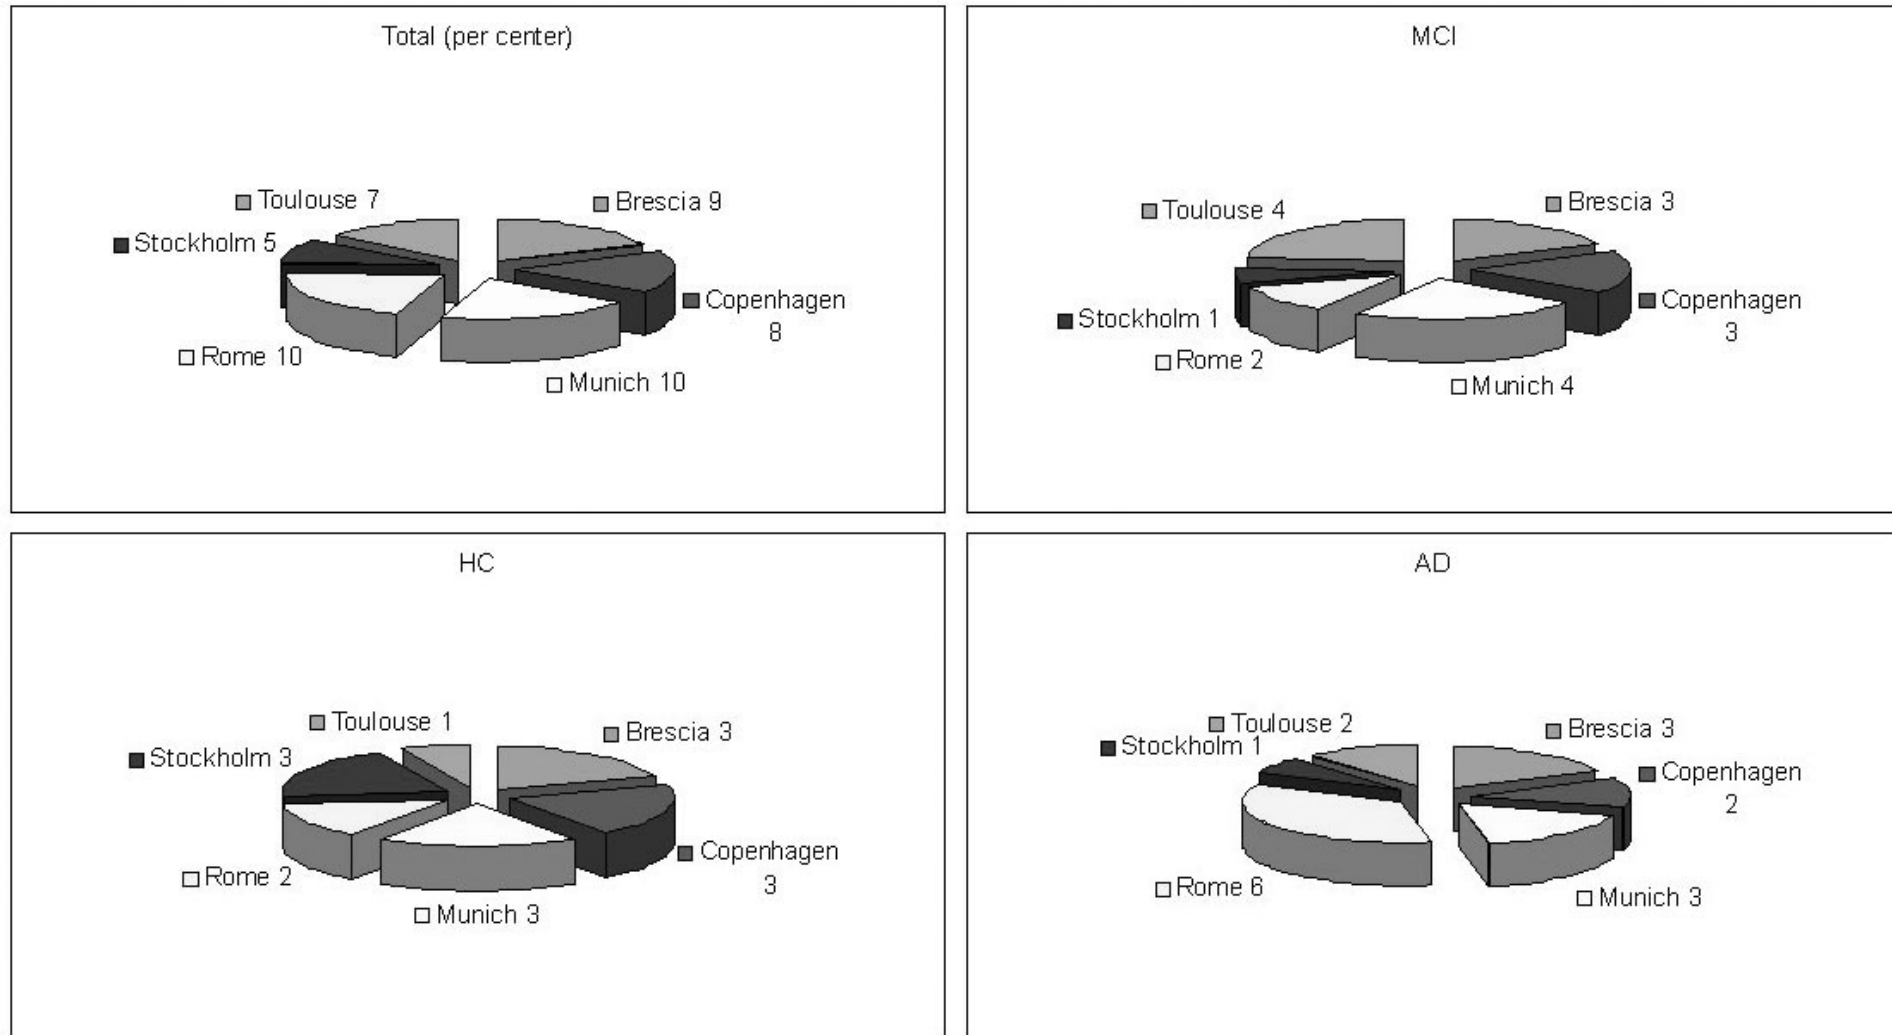 Total (per center)
Toulouse 7
Brescia 9
Stockholm 5
Copenhagen
8
Rome 10
Munich 10
MCI
Toulouse 4
Brescia 3
Stockholm 1
Copenhagen
3
Rome 2
Munich 4
HC
Toulouse 1
Brescia 3
Stockholm 3
Copenhagen
3
Rome 2
Munich 3
AD
Toulouse 2
Brescia 3
Stockholm 1
Copenhagen
2
Rome 6
Munich 3